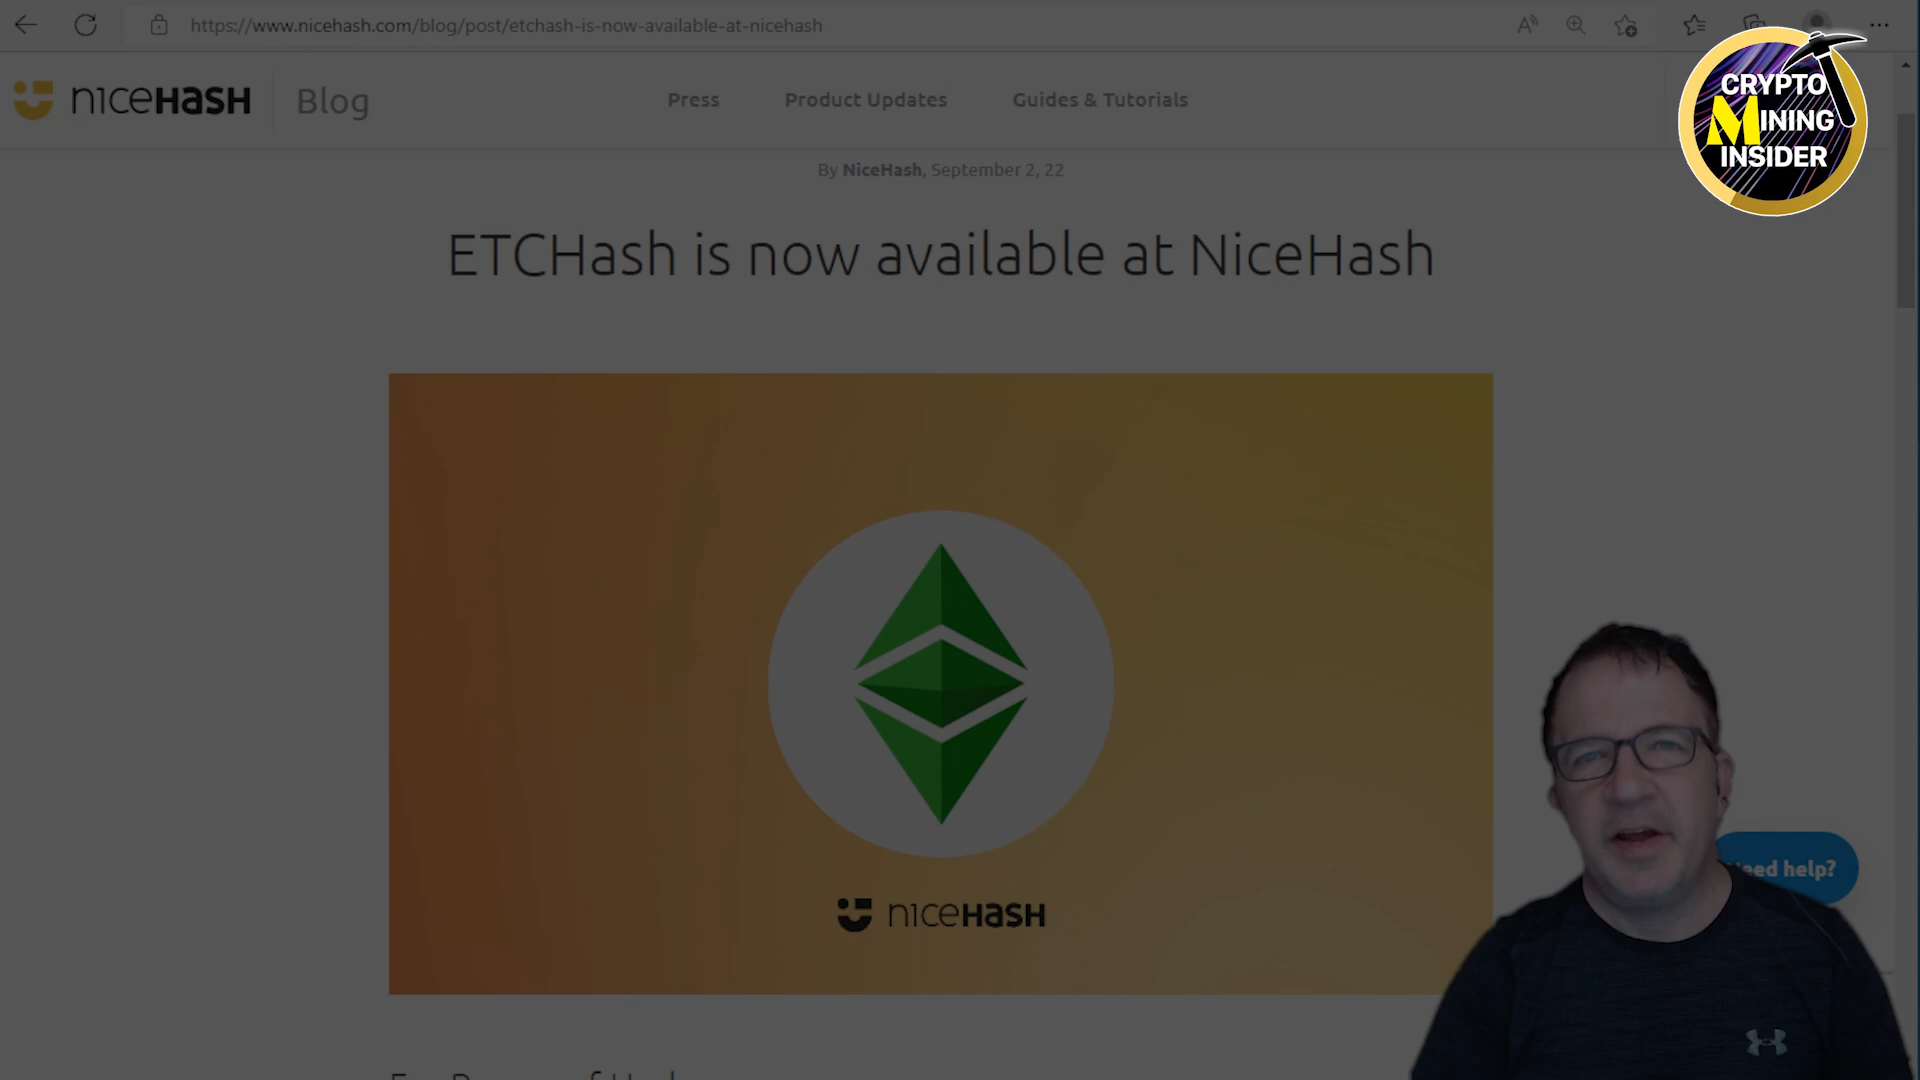 https://www.nicehash.com/blog/post/etchash-is-now-available-at-nicehash
niceHASH
Blog
Press
Product Updates
Guides & Tutorials
CRYPTO
MINING
INSIDER
By NiceHash, September 2, 22
ETCHash is now available at NiceHash
niceHASH
eed help?